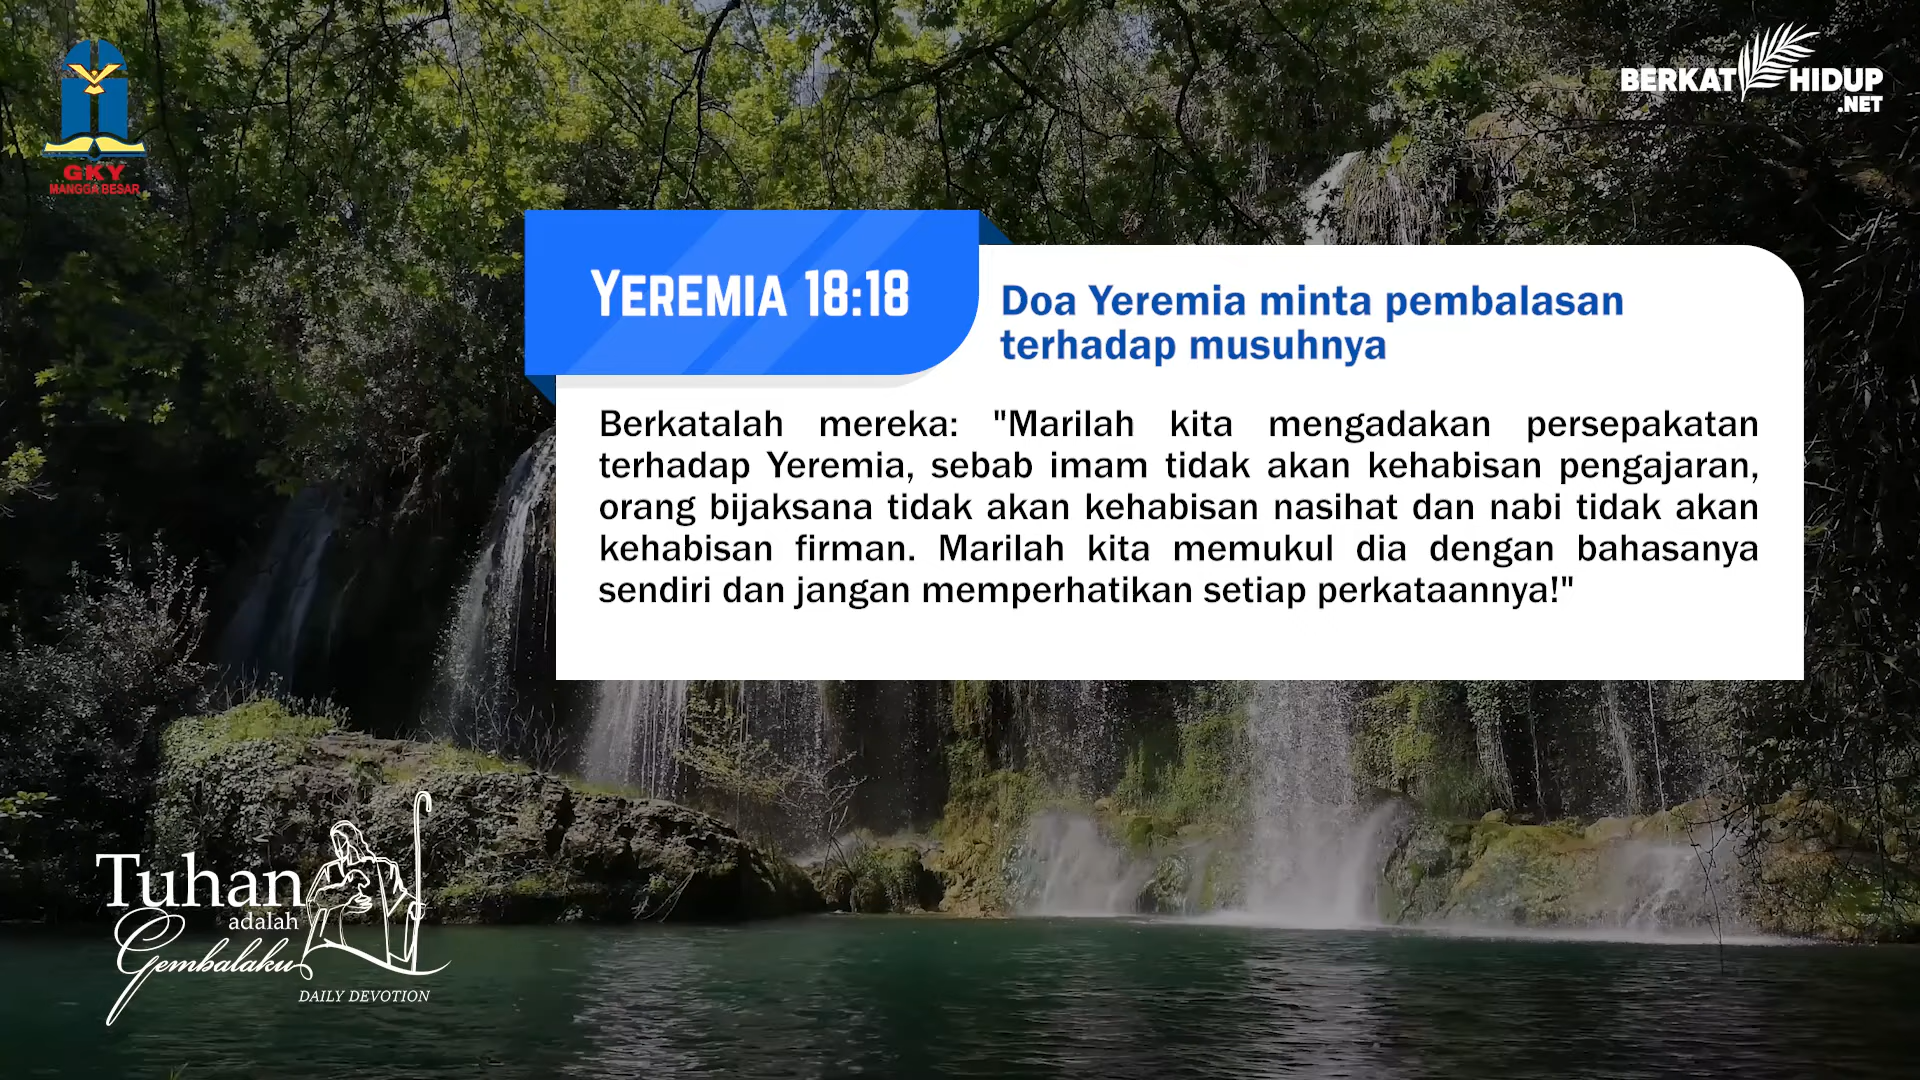 GKY
MANGGA BESAR
BERKAT HIDUP
.NET
YEREMIA 18:18
Doa Yeremia minta pembalasan
terhadap musuhnya
Berkatalah mereka: "Marilah kita mengadakan persepakatan
terhadap Yeremia, sebab imam tidak akan kehabisan pengajaran,
orang bijaksana tidak akan kehabisan nasihat dan nabi tidak akan
kehabisan firman. Marilah kita memukul dia dengan bahasanya
sendiri dan jangan memperhatikan setiap perkataannya!"
Tuhan
adalah
Gembalaku
DAILY DEVOTION